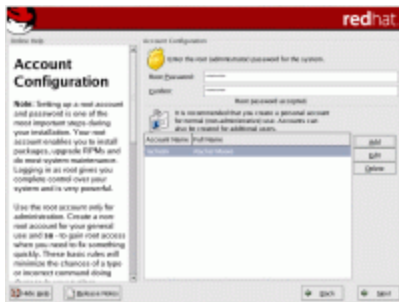 redhat
Online Help
Account Configuration
Account
Configuration
Note: Setting up a root account
and password is one of the
most important steps during
your installation. Your root
account enables you to install
packages, upgrade RPMs and
do most system maintenance.
Logging in as root gives you
complete control over your
system and is very powerful.
Use the root account only for
administration. Create a non-
root account for your general
use and su - to gain root access
when you need to fix something
quickly. These basic rules will
minimize the chances of a typo
or incorrect command doing
Enter the root (administrator) password for the system.
Root Password:
Confirm:
Root password accepted.
It is recommended that you create a personal account
for normal (non-administrative) use. Accounts can
also be created for additional users.
Account Name Full Name
Add
Edit
Delete
Hide Help
Release Notes
Back
Next